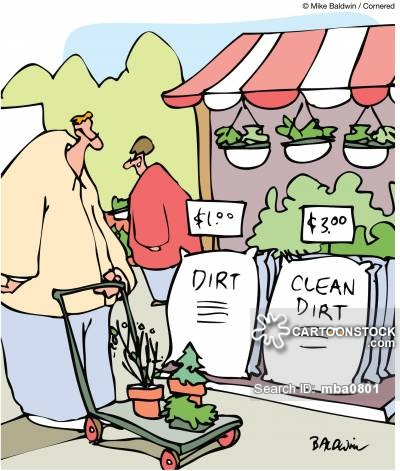 © Mike Baldwin / Cornered
¢1.00
¢3.00
DIRT
CLEAN
DIRT
CARTOONSTOCK
.com
Search ID: mba0801
BALDWIN